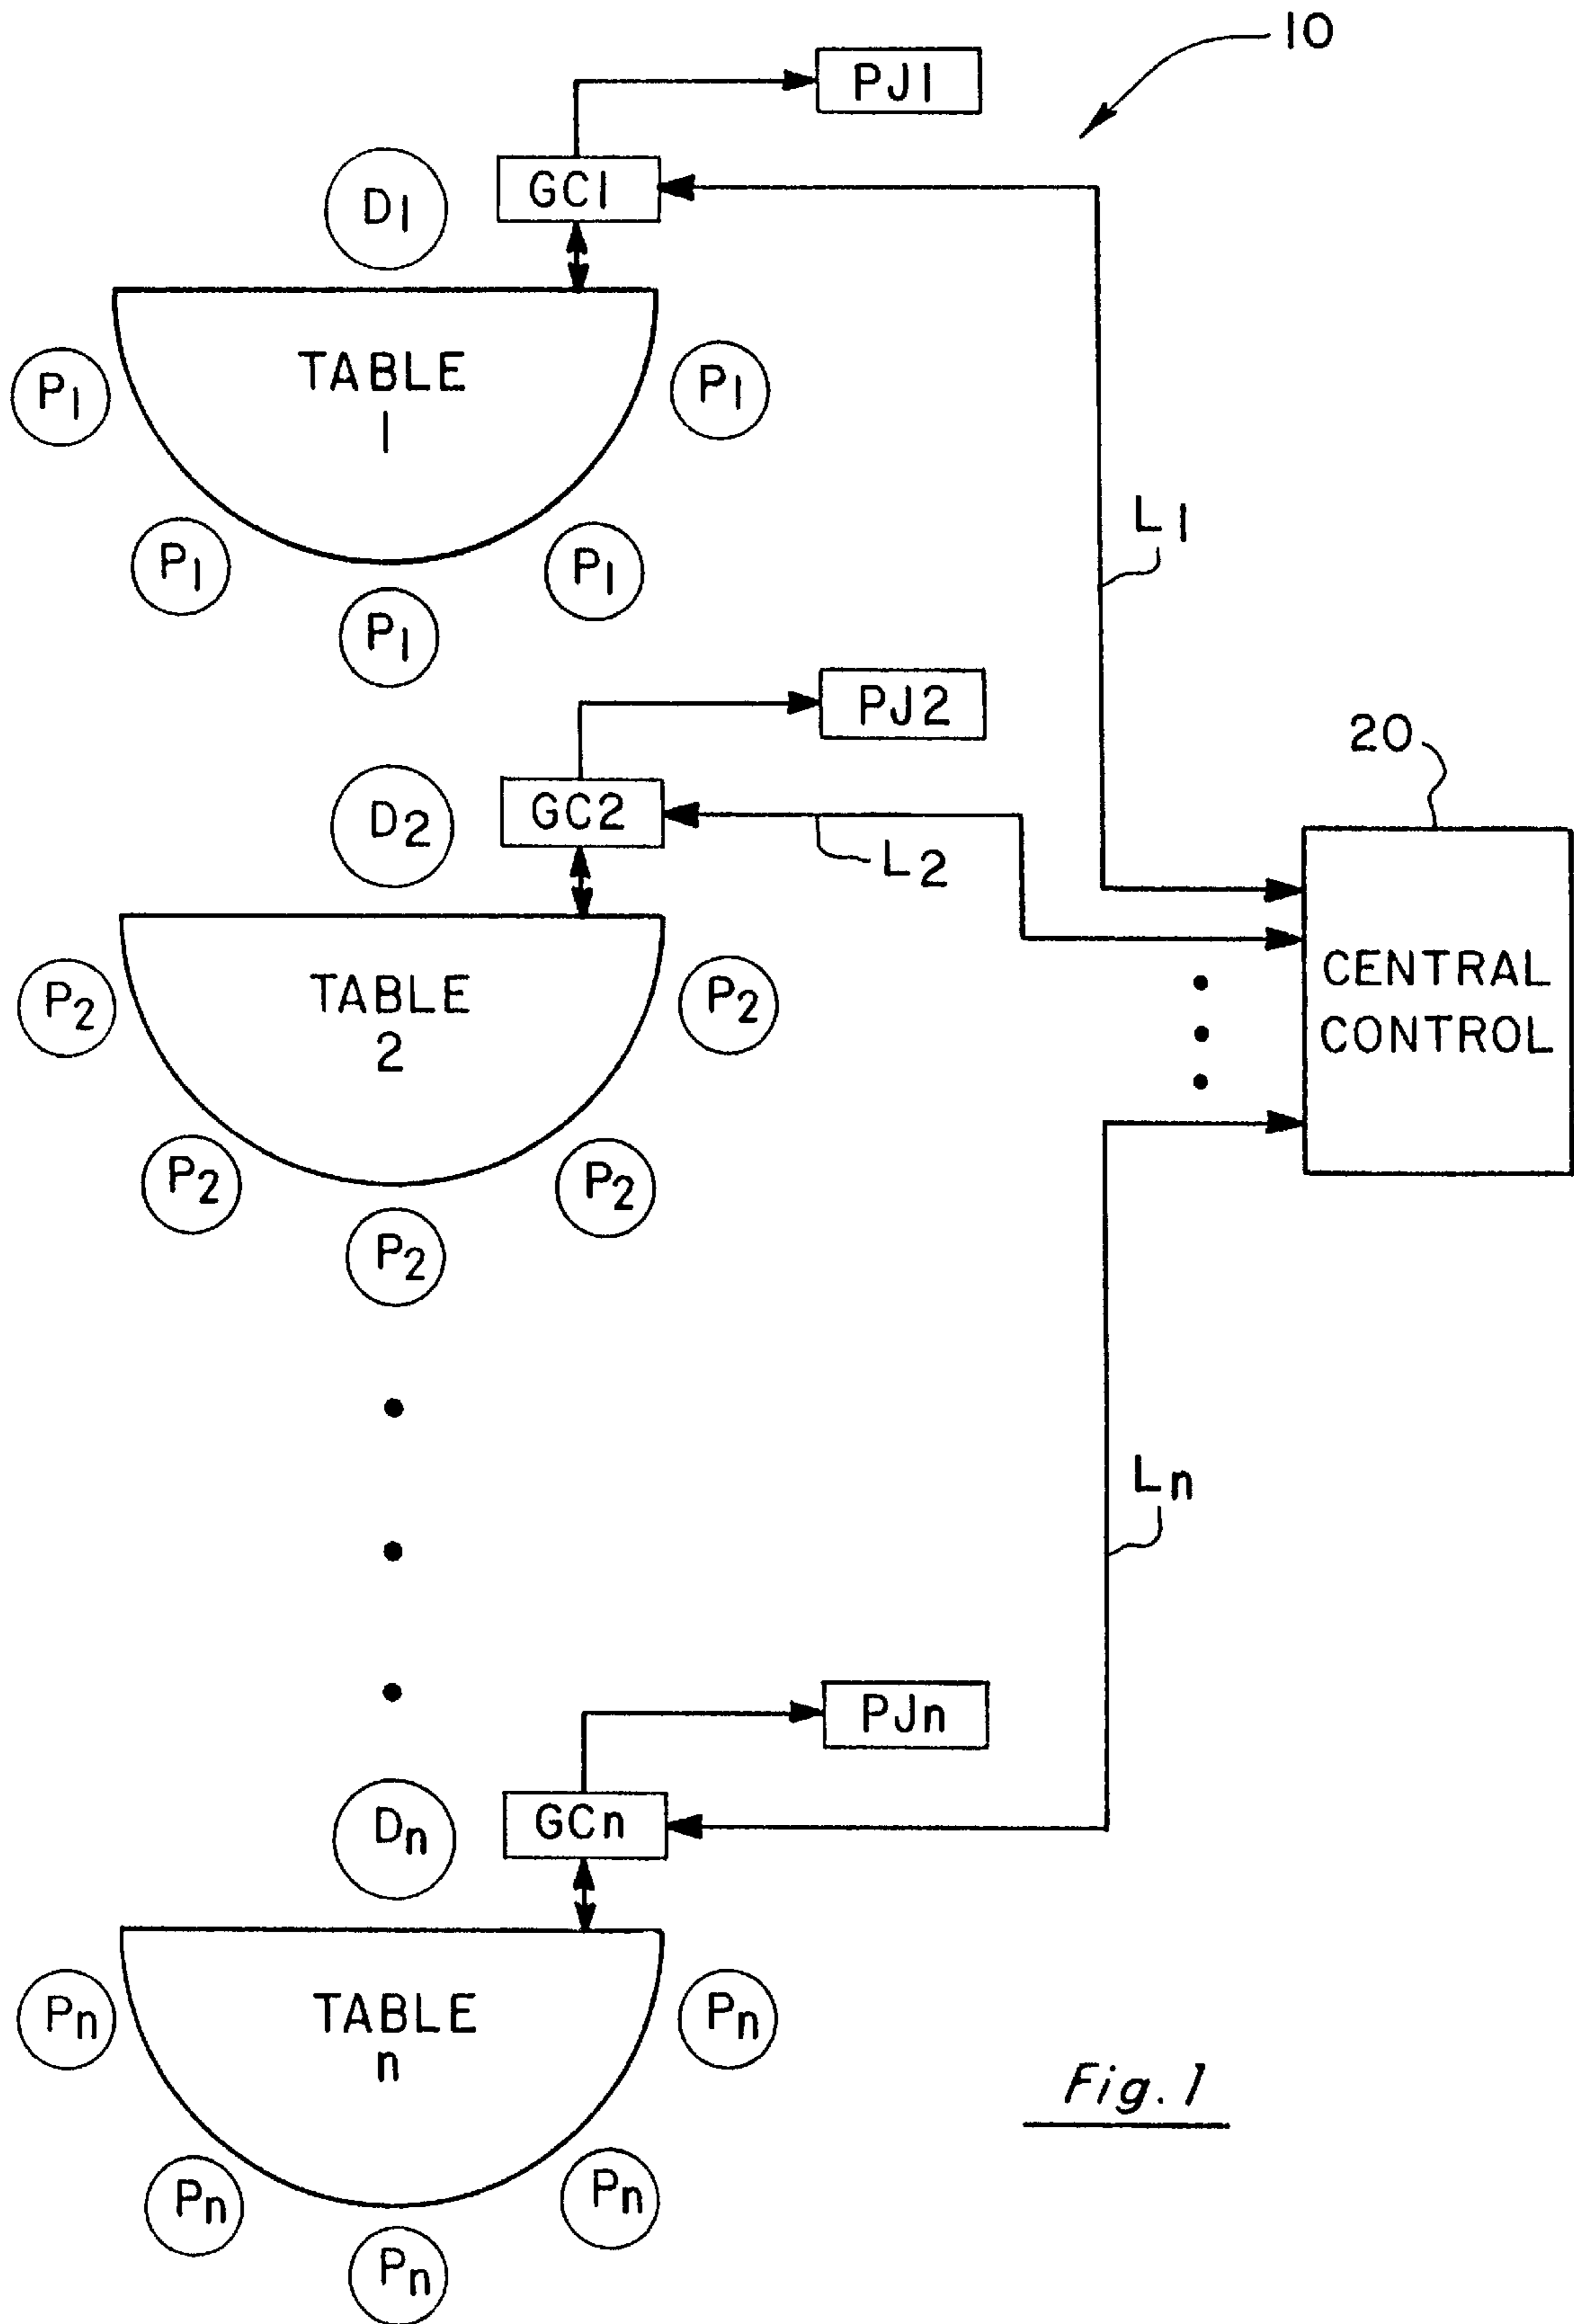 10
PJ1
GC1
D1
TABLE
1
P1
P1
P1
P1
P1
L1
PJ2
20
GC2
D2
L2
CENTRAL
CONTROL
TABLE
2
P2
P2
P2
P2
P2
Ln
PJn
GCn
Dn
TABLE
n
Pn
Pn
Pn
Pn
Pn
Fig. 1